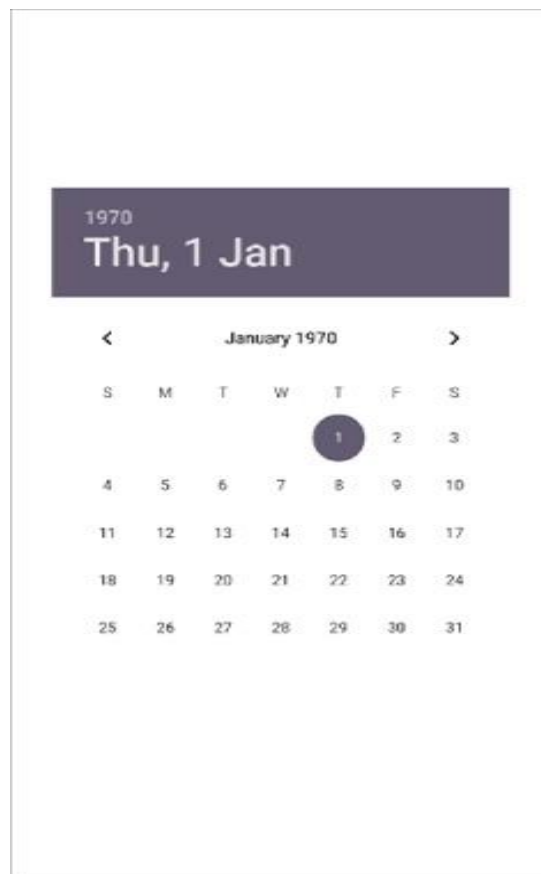 1970
Thu, 1 Jan
January 1970
S M T W T F S
1 2 3
4 5 6 7 8 9 10
11 12 13 14 15 16 17
18 19 20 21 22 23 24
25 26 27 28 29 30 31